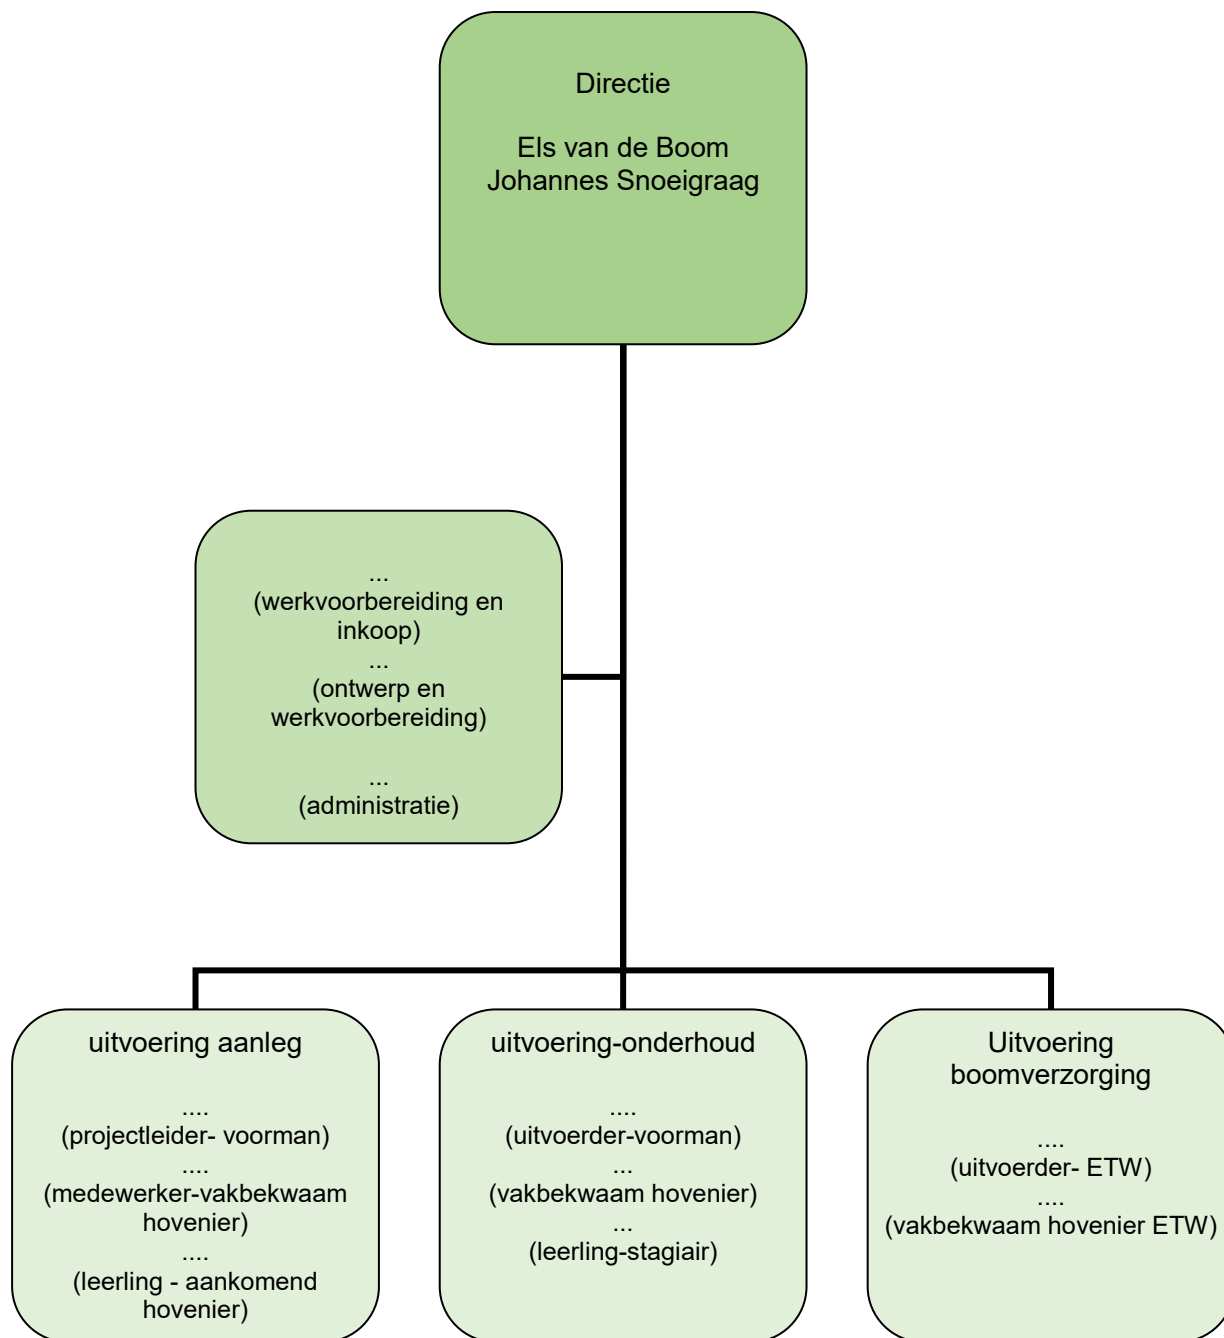 Directie
Els van de Boom
Johannes Snoeigraag
...
(werkvoorbereiding en
inkoop)
...
(ontwerp en
werkvoorbereiding)
...
(administratie)
uitvoering aanleg
....
(projectleider- voorman)
....
(medewerker-vakbekwaam
hovenier)
....
(leerling - aankomend
hovenier)
uitvoering-onderhoud
....
(uitvoerder-voorman)
...
(vakbekwaam hovenier)
...
(leerling-stagiair)
Uitvoering
boomverzorging
....
(uitvoerder- ETW)
....
(vakbekwaam hovenier ETW)